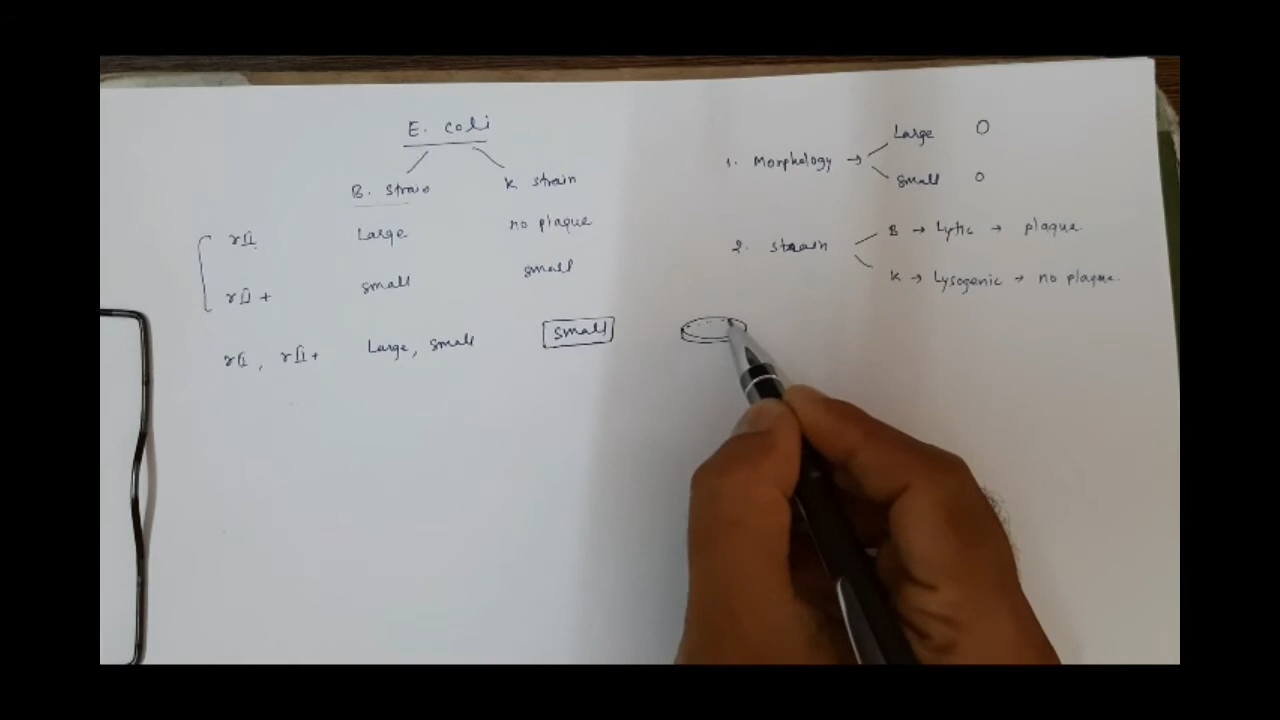 E. coli
B. strain K strain
rII Large no plaque
rII + small small
rII, rII + Large, small small
1. Morphology → Large O
small o
2. strain B → Lytic → plaque
K → Lysogenic → no plaque.